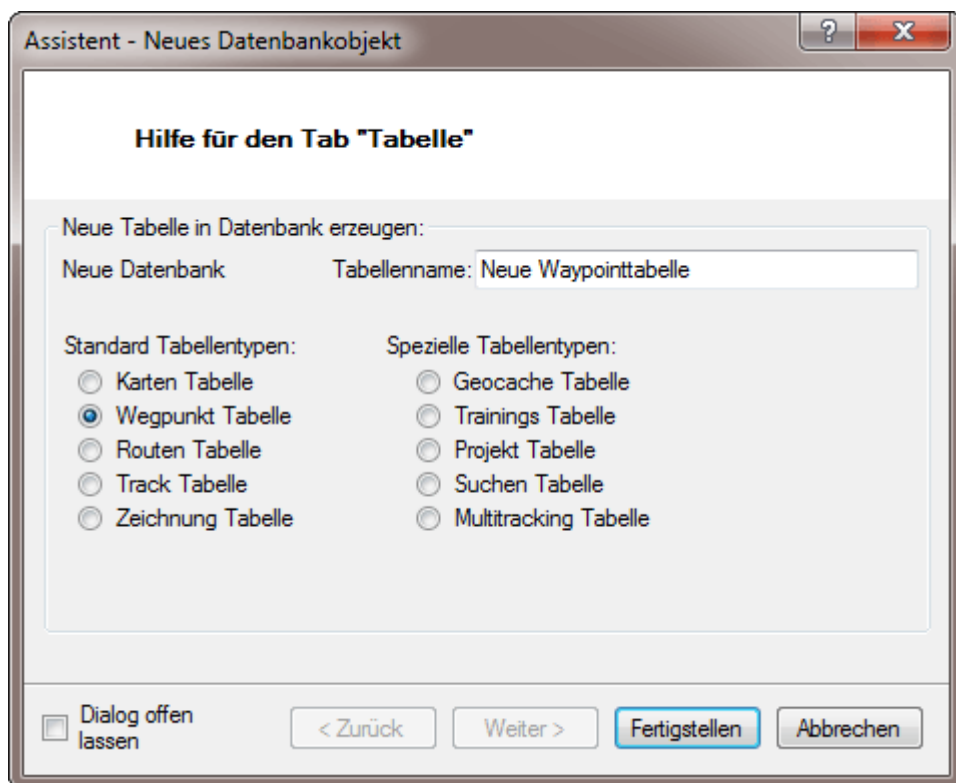 Assistent - Neues Datenbankobjekt
?
Hilfe für den Tab "Tabelle"
Neue Tabelle in Datenbank erzeugen:
Neue Datenbank Tabellenname: Neue Waypointtabelle
Standard Tabellentypen: Spezielle Tabellentypen:
Karten Tabelle Geocache Tabelle
Wegpunkt Tabelle Trainings Tabelle
Routen Tabelle Projekt Tabelle
Track Tabelle Suchen Tabelle
Zeichnung Tabelle Multitracking Tabelle
Dialog offen
lassen
< Zurück Weiter > Fertigstellen Abbrechen